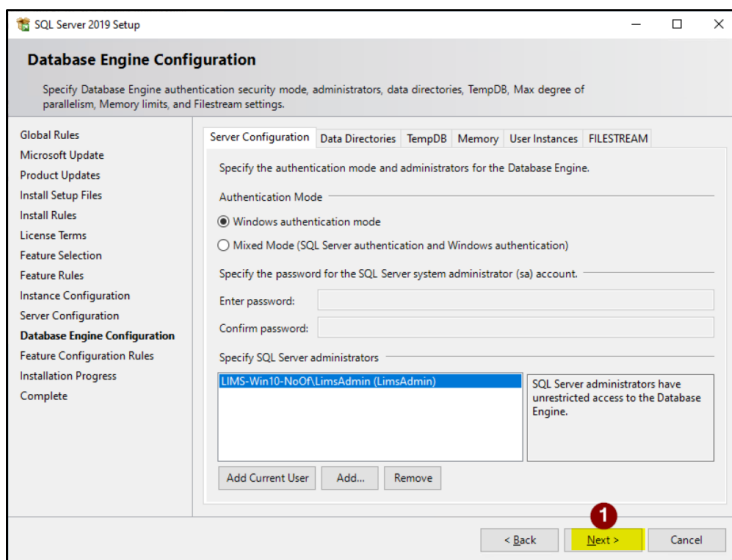 SQL Server 2019 Setup
Database Engine Configuration
Specify Database Engine authentication security mode, administrators, data directories, TempDB, Max degree of
parallelism, Memory limits, and Filestream settings.
Global Rules
Microsoft Update
Product Updates
Install Setup Files
Install Rules
License Terms
Feature Selection
Feature Rules
Instance Configuration
Server Configuration
Database Engine Configuration
Feature Configuration Rules
Installation Progress
Complete
Server Configuration Data Directories TempDB Memory User Instances FILESTREAM
Specify the authentication mode and administrators for the Database Engine.
Authentication Mode
Windows authentication mode
Mixed Mode (SQL Server authentication and Windows authentication)
Specify the password for the SQL Server system administrator (sa) account.
Enter password:
Confirm password:
Specify SQL Server administrators
LIMS-Win10-NoOf\LimsAdmin (LimsAdmin)
SQL Server administrators have
unrestricted access to the Database
Engine.
Add Current User Add... Remove
1
< Back Next > Cancel